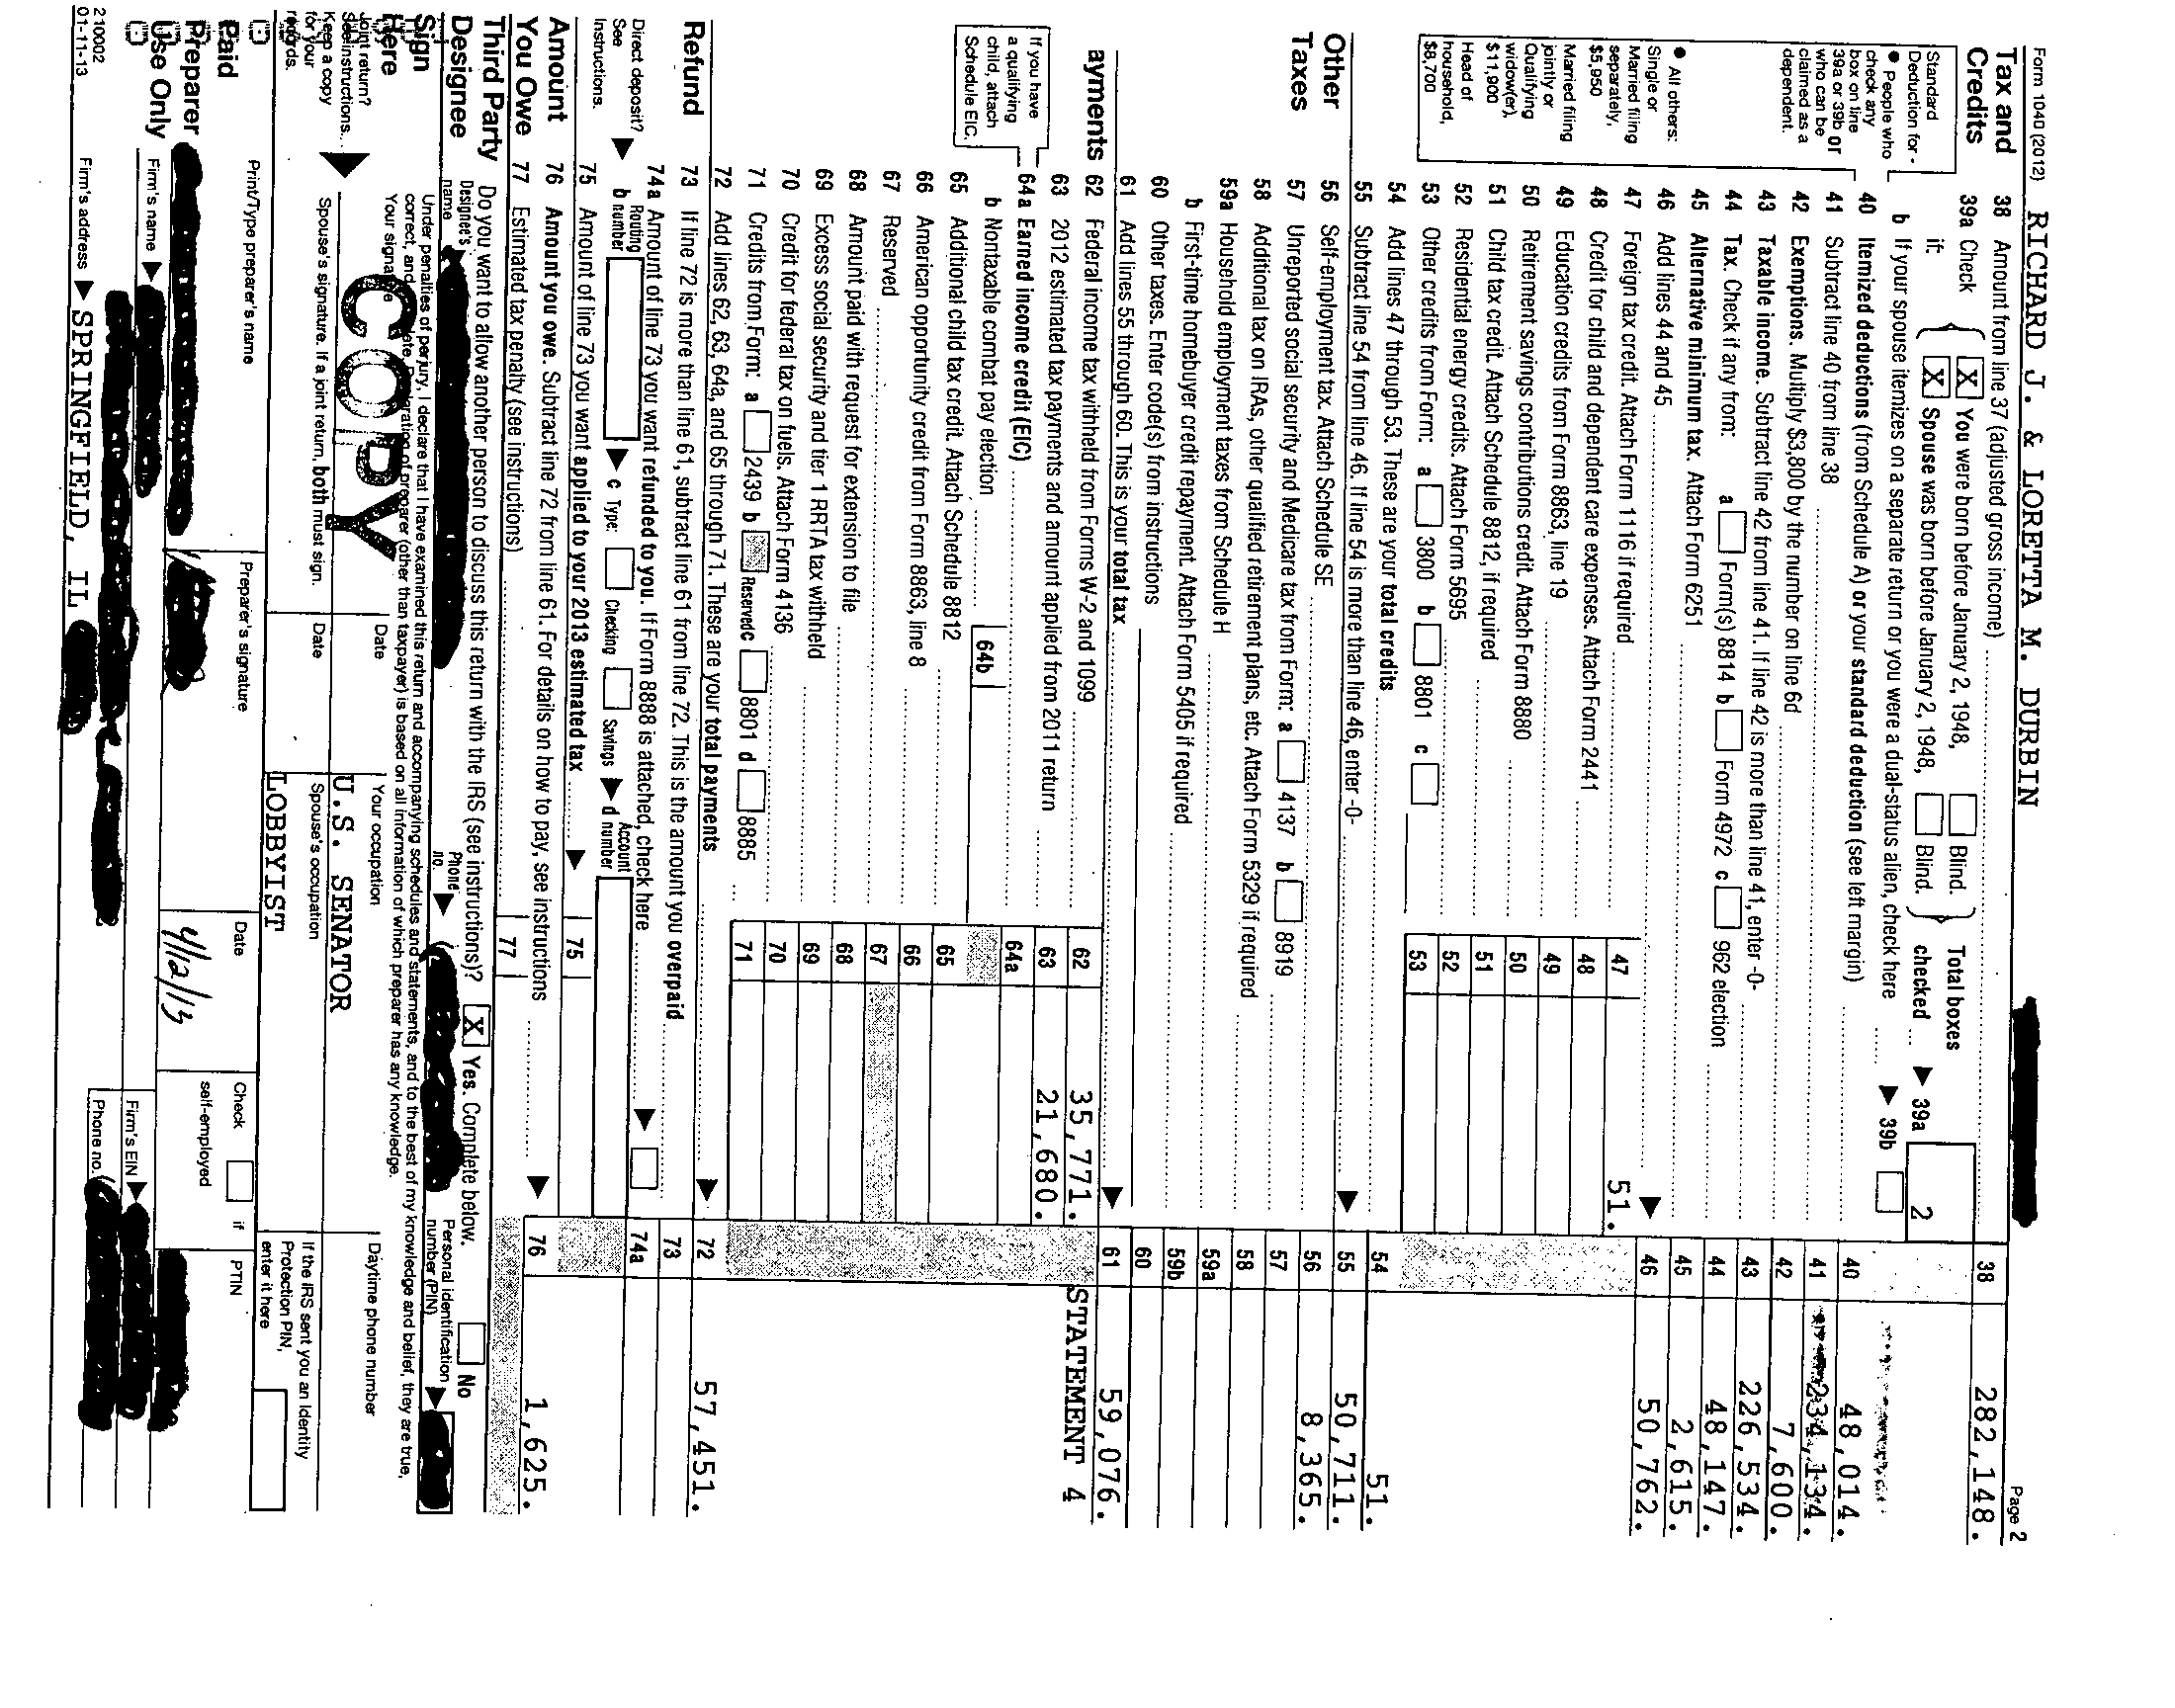 Form 1040 (2012) RICHARD J. & LORETTA M. DURBIN Page 2
Tax and Credits
38 Amount from line 37 (adjusted gross income) 38 282,148.
39a Check if: { X You were born before January 2, 1948, Blind. } Total boxes
X Spouse was born before January 2, 1948, Blind. checked ▶ 39a 2
b If your spouse itemizes on a separate return or you were a dual-status alien, check here ▶ 39b
Standard Deduction for -
● People who check any box on line 39a or 39b or who can be claimed as a dependent.
● All others:
Single or Married filing separately, $5,950
Married filing jointly or Qualifying widow(er), $11,900
Head of household, $8,700
40 Itemized deductions (from Schedule A) or your standard deduction (see left margin) 40 48,014.
41 Subtract line 40 from line 38 41 234,134.
42 Exemptions. Multiply $3,800 by the number on line 6d 42 7,600.
43 Taxable income. Subtract line 42 from line 41. If line 42 is more than line 41, enter -0- 43 226,534.
44 Tax. Check if any from: a Form(s) 8814 b Form 4972 c 962 election 44 48,147.
45 Alternative minimum tax. Attach Form 6251 45 2,615.
46 Add lines 44 and 45 ▶ 46 50,762.
47 Foreign tax credit. Attach Form 1116 if required 47 51.
48 Credit for child and dependent care expenses. Attach Form 2441 48
49 Education credits from Form 8863, line 19 49
50 Retirement savings contributions credit. Attach Form 8880 50
51 Child tax credit. Attach Schedule 8812, if required 51
52 Residential energy credits. Attach Form 5695 52
53 Other credits from Form: a 3800 b 8801 c 53
54 Add lines 47 through 53. These are your total credits 54 51.
55 Subtract line 54 from line 46. If line 54 is more than line 46, enter -0- ▶ 55 50,711.
Other Taxes
56 Self-employment tax. Attach Schedule SE 56 8,365.
57 Unreported social security and Medicare tax from Form: a 4137 b 8919 57
58 Additional tax on IRAs, other qualified retirement plans, etc. Attach Form 5329 if required 58
59a Household employment taxes from Schedule H 59a
b First-time homebuyer credit repayment. Attach Form 5405 if required 59b
60 Other taxes. Enter code(s) from instructions 60
61 Add lines 55 through 60. This is your total tax ▶ 61 59,076.
ayments
62 Federal income tax withheld from Forms W-2 and 1099 62 35,771. STATEMENT 4
63 2012 estimated tax payments and amount applied from 2011 return 63 21,680.
If you have a qualifying child, attach Schedule EIC.
64a Earned income credit (EIC) 64a
b Nontaxable combat pay election 64b
65 Additional child tax credit. Attach Schedule 8812 65
66 American opportunity credit from Form 8863, line 8 66
67 Reserved 67
68 Amount paid with request for extension to file 68
69 Excess social security and tier 1 RRTA tax withheld 69
70 Credit for federal tax on fuels. Attach Form 4136 70
71 Credits from Form: a 2439 b Reserved c 8801 d 8885 71
72 Add lines 62, 63, 64a, and 65 through 71. These are your total payments ▶ 72 57,451.
Refund
73 If line 72 is more than line 61, subtract line 61 from line 72. This is the amount you overpaid 73
74a Amount of line 73 you want refunded to you. If Form 8888 is attached, check here ▶ 74a
Direct deposit? See Instructions. ▶ b Routing number ▶ c Type: Checking Savings ▶ d Account number
75 Amount of line 73 you want applied to your 2013 estimated tax ▶ 75
Amount You Owe
76 Amount you owe. Subtract line 72 from line 61. For details on how to pay, see instructions ▶ 76 1,625.
77 Estimated tax penalty (see instructions) 77
Third Party Designee
Do you want to allow another person to discuss this return with the IRS (see instructions)? X Yes. Complete below. No
Designee's name Phone no. ▶ Personal identification number (PIN) ▶
Sign Here
Joint return? See instructions. Keep a copy for your records.
Under penalties of perjury, I declare that I have examined this return and accompanying schedules and statements, and to the best of my knowledge and belief, they are true,
correct, and complete. Declaration of preparer (other than taxpayer) is based on all information of which preparer has any knowledge.
Your signature Date Your occupation Daytime phone number
COPY
U.S. SENATOR
Spouse's signature. If a joint return, both must sign. Date Spouse's occupation If the IRS sent you an Identity Protection PIN, enter it here
LOBBYIST
Paid Preparer Use Only
Print/Type preparer's name Preparer's signature Date Check if self-employed PTIN
4/12/13
Firm's name ▶ Firm's EIN ▶
Phone no.
Firm's address ▶ SPRINGFIELD, IL
210002
01-11-13